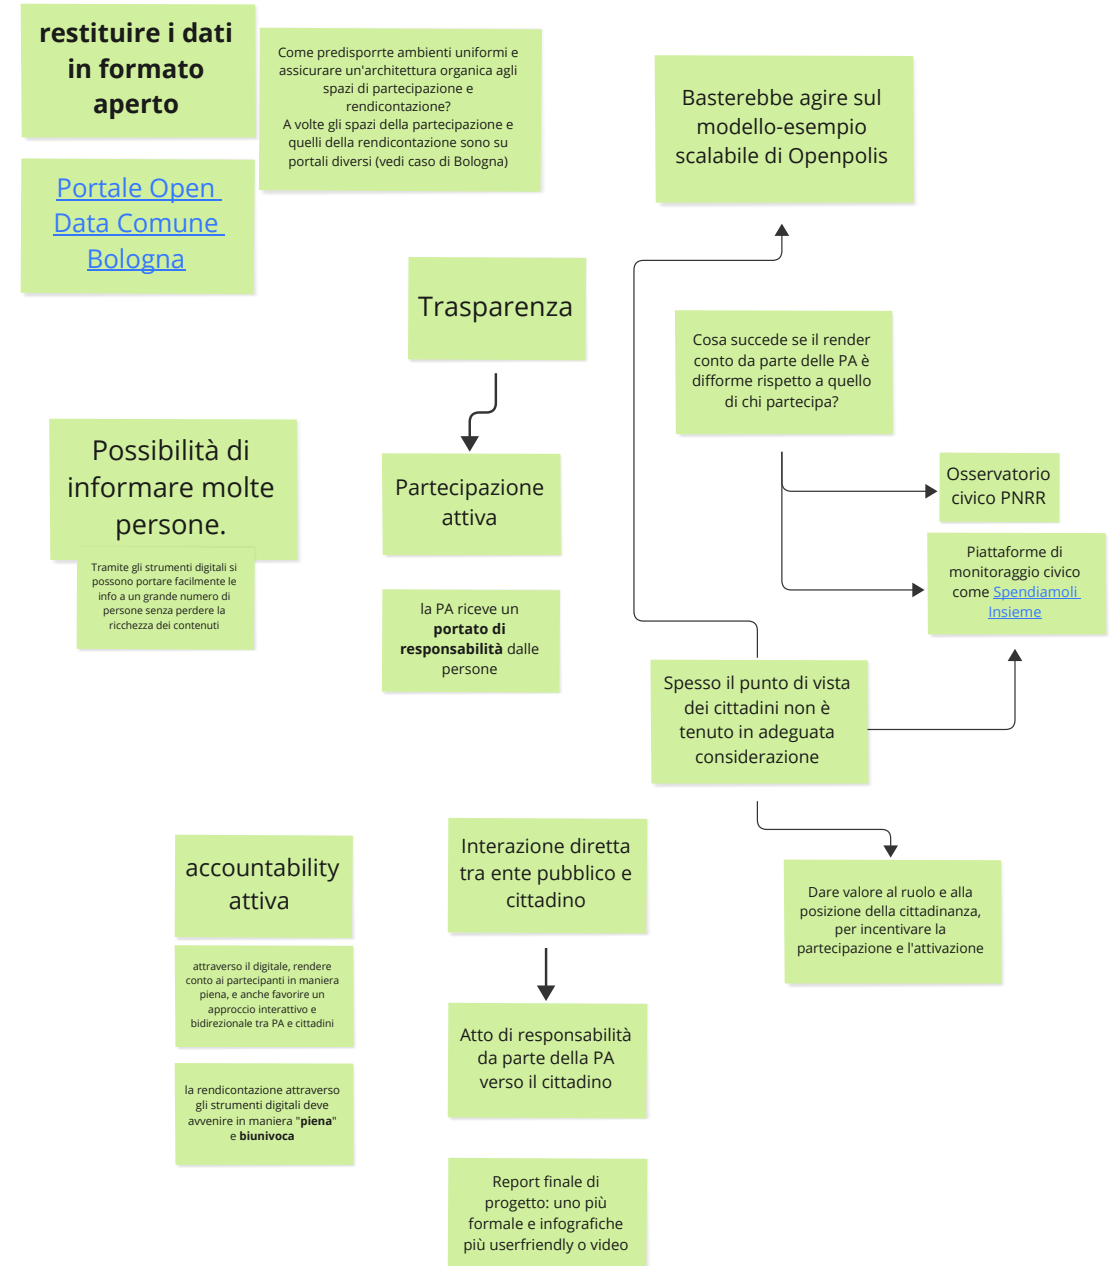 restituire i dati
in formato
aperto
Come predisporrte ambienti uniformi e
assicurare un'architettura organica agli
spazi di partecipazione e
rendicontazione?
A volte gli spazi della partecipazione e
quelli della rendicontazione sono su
portali diversi (vedi caso di Bologna)
Basterebbe agire sul
modello-esempio
scalabile di Openpolis
Portale Open
Data Comune
Bologna
Trasparenza
Cosa succede se il render
conto da parte delle PA è
difforme rispetto a quello
di chi partecipa?
Possibilità di
informare molte
persone.
Tramite gli strumenti digitali si
possono portare facilmente le
info a un grande numero di
persone senza perdere la
ricchezza dei contenuti
Partecipazione
attiva
Osservatorio
civico PNRR
Piattaforme di
monitoraggio civico
come Spendiamoli
Insieme
la PA riceve un
portato di
responsabilità dalle
persone
Spesso il punto di vista
dei cittadini non è
tenuto in adeguata
considerazione
accountability
attiva
Interazione diretta
tra ente pubblico e
cittadino
Dare valore al ruolo e alla
posizione della cittadinanza,
per incentivare la
partecipazione e l'attivazione
attraverso il digitale, rendere
conto ai partecipanti in maniera
piena, e anche favorire un
approccio interattivo e
bidirezionale tra PA e cittadini
Atto di responsabilità
da parte della PA
verso il cittadino
la rendicontazione attraverso
gli strumenti digitali deve
avvenire in maniera "piena"
e biunivoca
Report finale di
progetto: uno più
formale e infografiche
più userfriendly o video